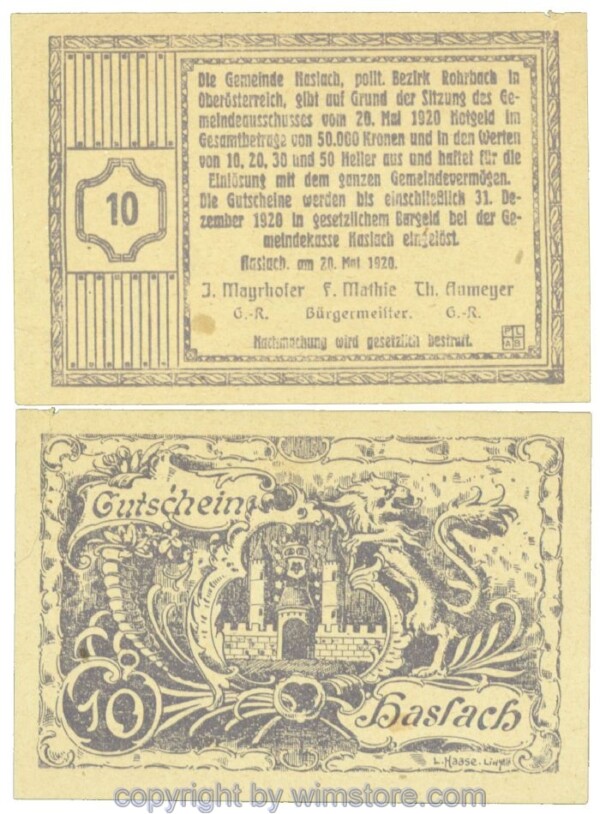 10
Die Gemeinde Haslach, polit. Bezirk Rohrbach in
Oberösterreich, gibt auf Grund der Sitzung des Ge-
meindeausschusses vom 20. Mai 1920 Notgeld im
Gesamtbetrage von 50.000 Kronen und in den Werten
von 10, 20, 30 und 50 Heller aus und haftet für die
Einlösung mit dem ganzen Gemeindevermögen.
Die Gutscheine werden bis einschließlich 31. De-
zember 1920 in gesetzlichem Bargeld bei der Ge-
meindekasse Haslach eingelöst.
Haslach, am 20. Mai 1920.
J. Mayrhofer F. Mathie Th. Anmeyer
G.-R. Bürgermeister. G.-R.
Nachmachung wird gesetzlich bestraft.
Gutschein
10
Haslach
L. Haase. Linz
copyright by wimstore.com